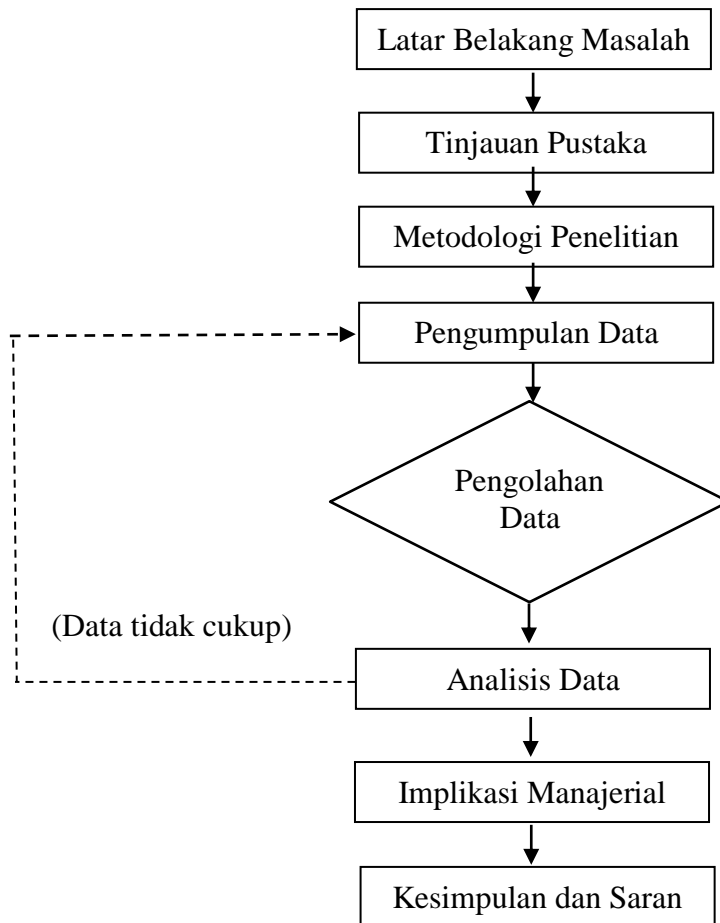 Latar Belakang Masalah
Tinjauan Pustaka
Metodologi Penelitian
Pengumpulan Data
Pengolahan
Data
(Data tidak cukup)
Analisis Data
Implikasi Manajerial
Kesimpulan dan Saran